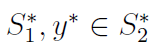 $S_1^*, y^* \in S_2^*$